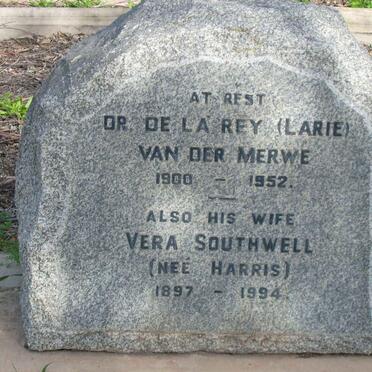 AT REST
DR. DE LA REY (LARIE)
VAN DER MERWE
1900 - 1952.
ALSO HIS WIFE
VERA SOUTHWELL
(NEÉ HARRIS)
1897 - 1994.